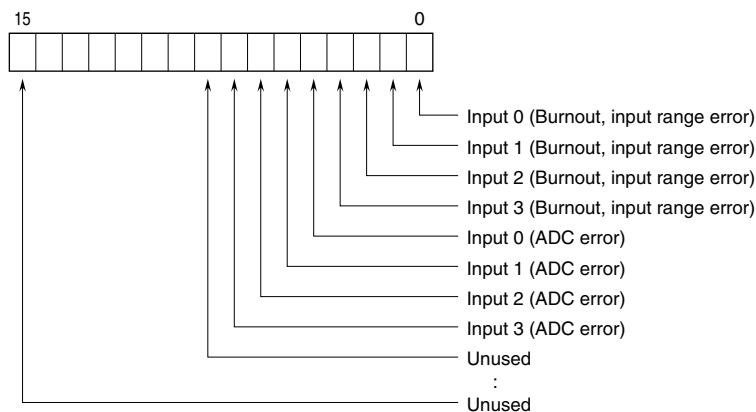 15 0
Input 0 (Burnout, input range error)
Input 1 (Burnout, input range error)
Input 2 (Burnout, input range error)
Input 3 (Burnout, input range error)
Input 0 (ADC error)
Input 1 (ADC error)
Input 2 (ADC error)
Input 3 (ADC error)
Unused
:
Unused